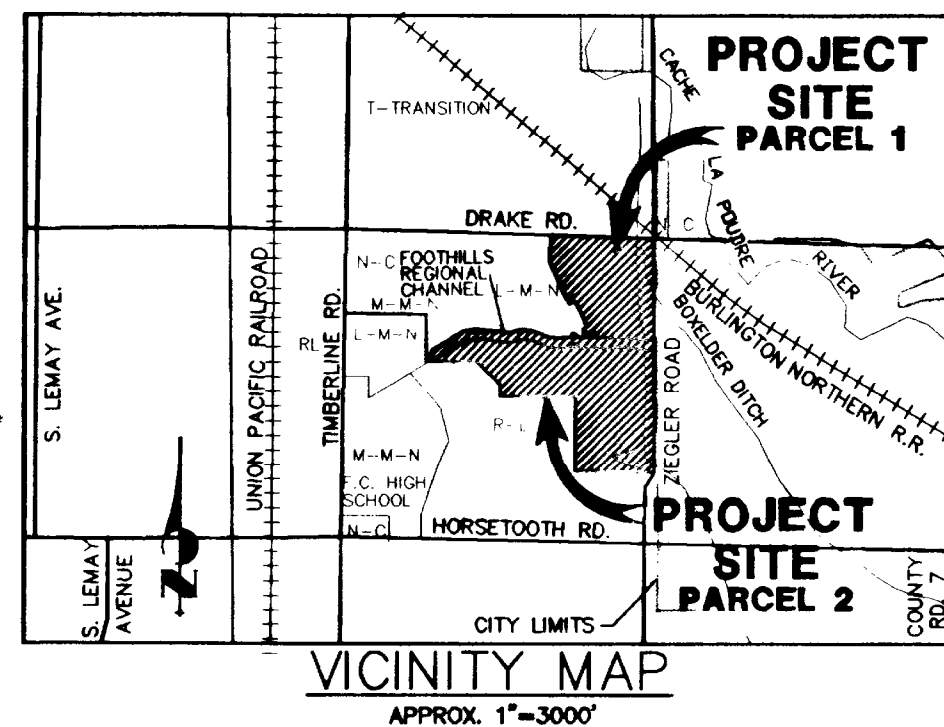 PROJECT
SITE
PARCEL 1
CACHE
LA POUDRE
RIVER
T-TRANSITION
DRAKE RD.
C
N-C
FOOTHILLS
REGIONAL
CHANNEL
L-M-N
M-M-N
L-M-N
RL
S. LEMAY AVE.
UNION PACIFIC RAILROAD
TIMBERLINE RD.
BURLINGTON NORTHERN R.R.
BOXELDER DITCH
ZIEGLER ROAD
R-L
M-M-N
F.C. HIGH
SCHOOL
N-C
HORSETOOTH RD.
PROJECT
SITE
PARCEL 2
S. LEMAY
AVENUE
N
CITY LIMITS
COUNTY
RD. 7
VICINITY MAP
APPROX. 1"=3000'